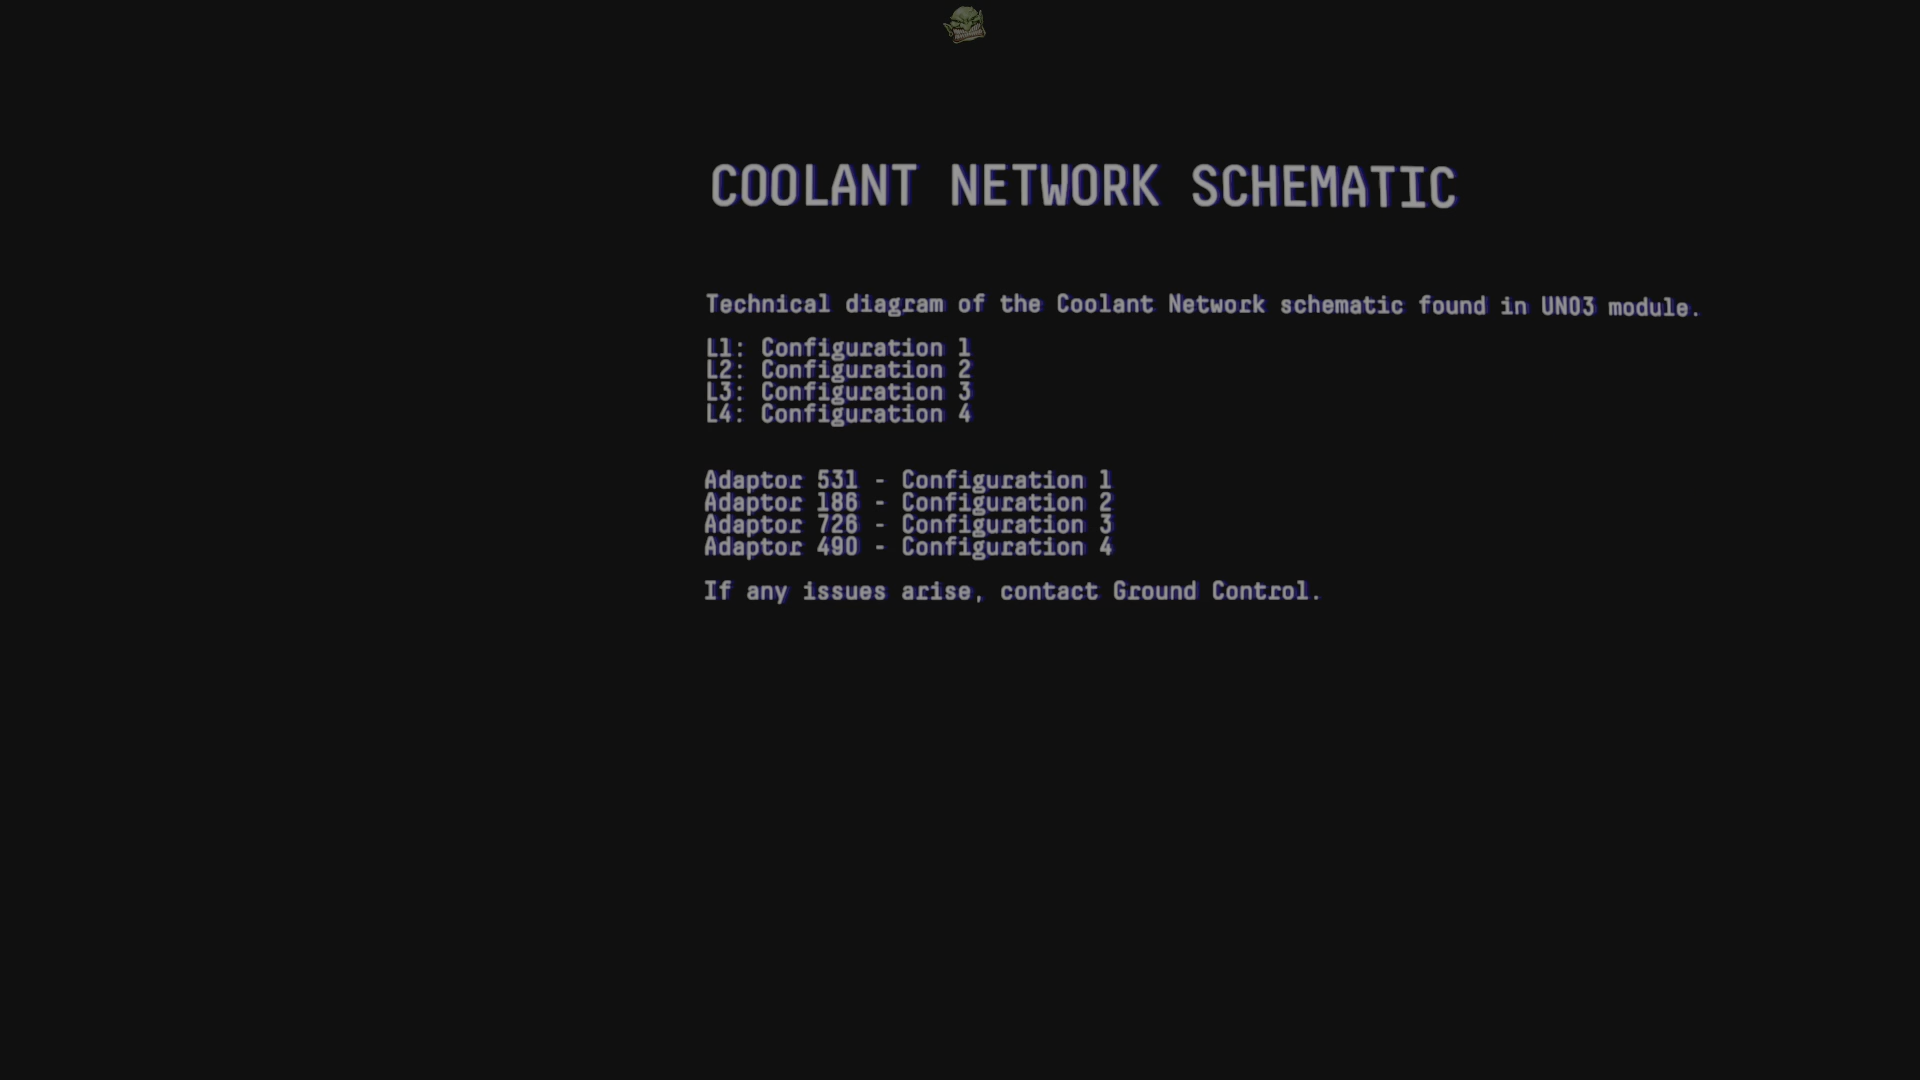 COOLANT NETWORK SCHEMATIC
Technical diagram of the Coolant Network schematic found in UNO3 module.
L1: Configuration 1
L2: Configuration 2
L3: Configuration 3
L4: Configuration 4
Adaptor 531 - Configuration 1
Adaptor 186 - Configuration 2
Adaptor 726 - Configuration 3
Adaptor 490 - Configuration 4
If any issues arise, contact Ground Control.